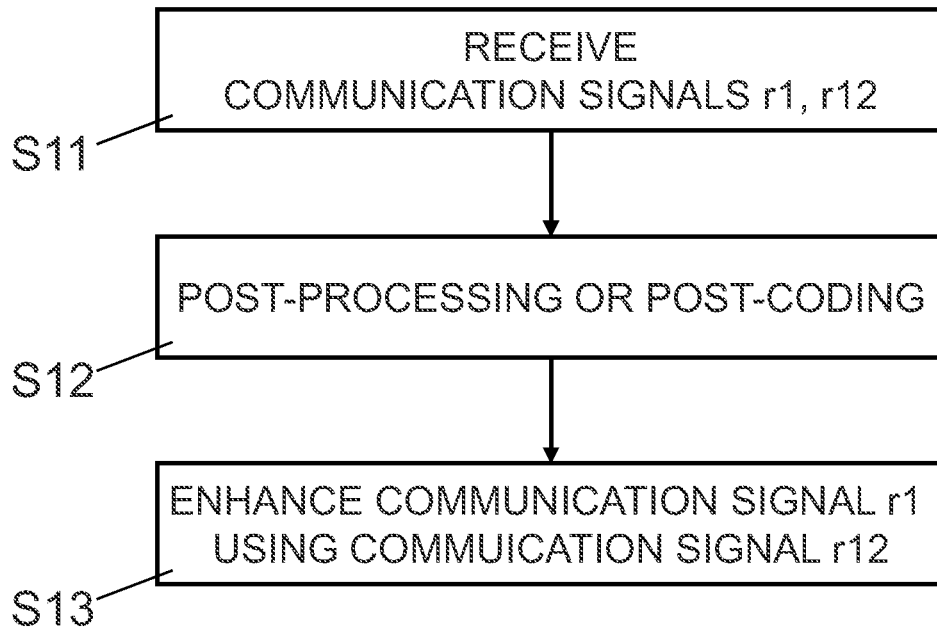 RECEIVE
COMMUNICATION SIGNALS r1, r12
S11
POST-PROCESSING OR POST-CODING
S12
ENHANCE COMMUNICATION SIGNAL r1
USING COMMUICATION SIGNAL r12
S13